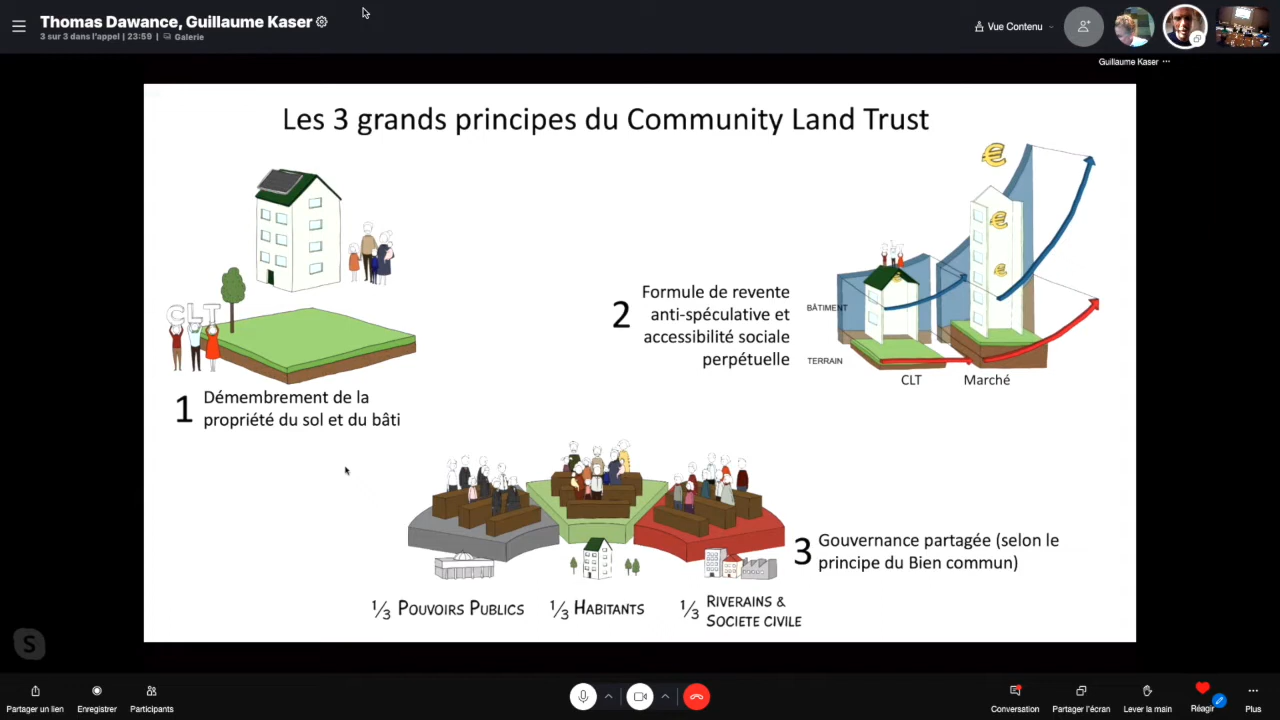 Thomas Dawance, Guillaume Kaser
3 sur 3 dans l'appel | 23:59 | Galerie
Vue Contenu
Guillaume Kaser
Les 3 grands principes du Community Land Trust
CLT
1 Démembrement de la
propriété du sol et du bâti
2 Formule de revente
anti-spéculative et
accessibilité sociale
perpétuelle
€
€
€
€
BÂTIMENT
TERRAIN
CLT
Marché
3 Gouvernance partagée (selon le
principe du Bien commun)
1/3 POUVOIRS PUBLICS
1/3 HABITANTS
1/3 RIVERAINS &
SOCIETE CIVILE
S
Partager un lien
Enregistrer
Participants
Conversation
Partager l'écran
Lever la main
Réagir
Plus